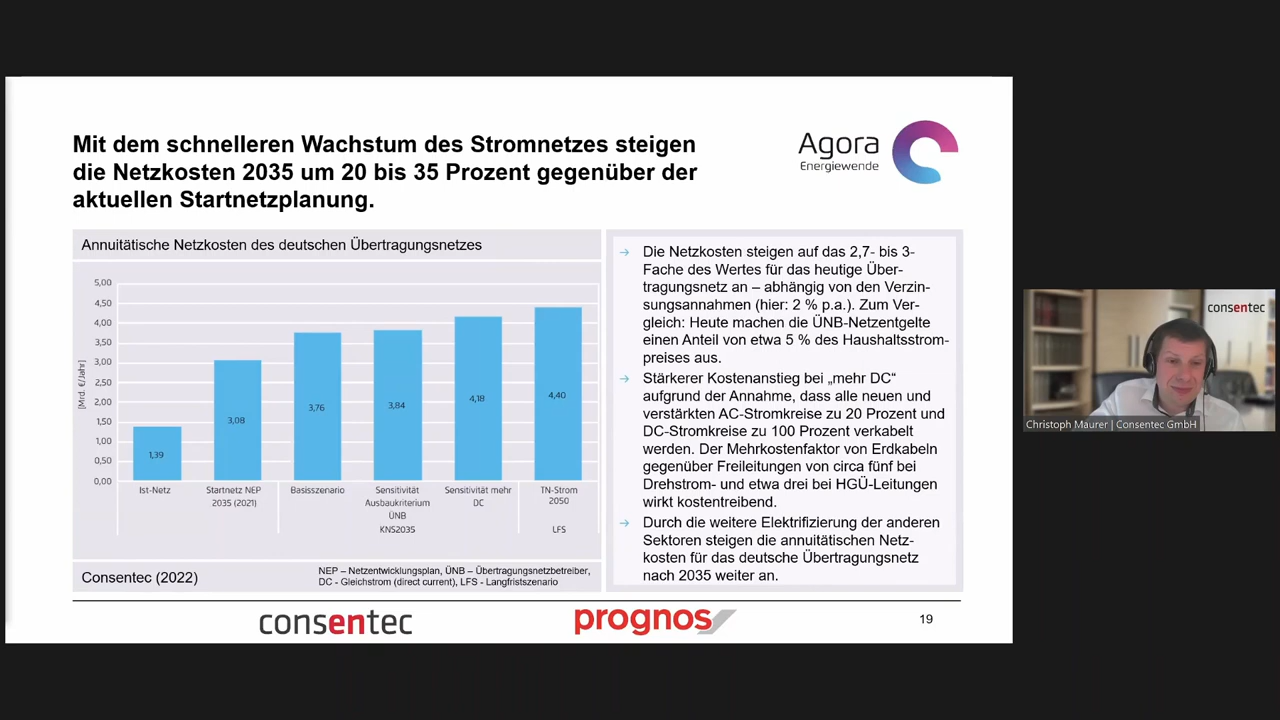 Mit dem schnelleren Wachstum des Stromnetzes steigen
die Netzkosten 2035 um 20 bis 35 Prozent gegenüber der
aktuellen Startnetzplanung.
Agora
Energiewende
Annuitätische Netzkosten des deutschen Übertragungsnetzes
[Mrd. €/Jahr]
5,00
4,50
4,00
3,50
3,00
2,50
2,00
1,50
1,00
0,50
0,00
1,39
3,08
3,76
3,84
4,18
4,40
Ist-Netz
Startnetz NEP
2035 (2021)
Basisszenario
Sensitivität
Ausbaukriterium
ÜNB
Sensitivität mehr
DC
TN-Strom
2050
KNS2035
LFS
Consentec (2022)
NEP – Netzentwicklungsplan, ÜNB – Übertragungsnetzbetreiber,
DC - Gleichstrom (direct current), LFS - Langfristszenario
→ Die Netzkosten steigen auf das 2,7- bis 3-
Fache des Wertes für das heutige Über-
tragungsnetz an – abhängig von den Verzin-
sungsannahmen (hier: 2 % p.a.). Zum Ver-
gleich: Heute machen die ÜNB-Netzentgelte
einen Anteil von etwa 5 % des Haushaltsstrom-
preises aus.
→ Stärkerer Kostenanstieg bei „mehr DC“
aufgrund der Annahme, dass alle neuen und
verstärkten AC-Stromkreise zu 20 Prozent und
DC-Stromkreise zu 100 Prozent verkabelt
werden. Der Mehrkostenfaktor von Erdkabeln
gegenüber Freileitungen von circa fünf bei
Drehstrom- und etwa drei bei HGÜ-Leitungen
wirkt kostentreibend.
→ Durch die weitere Elektrifizierung der anderen
Sektoren steigen die annuitätischen Netz-
kosten für das deutsche Übertragungsnetz
nach 2035 weiter an.
consentec
prognos
19
consentec
Christoph Maurer | Consentec GmbH